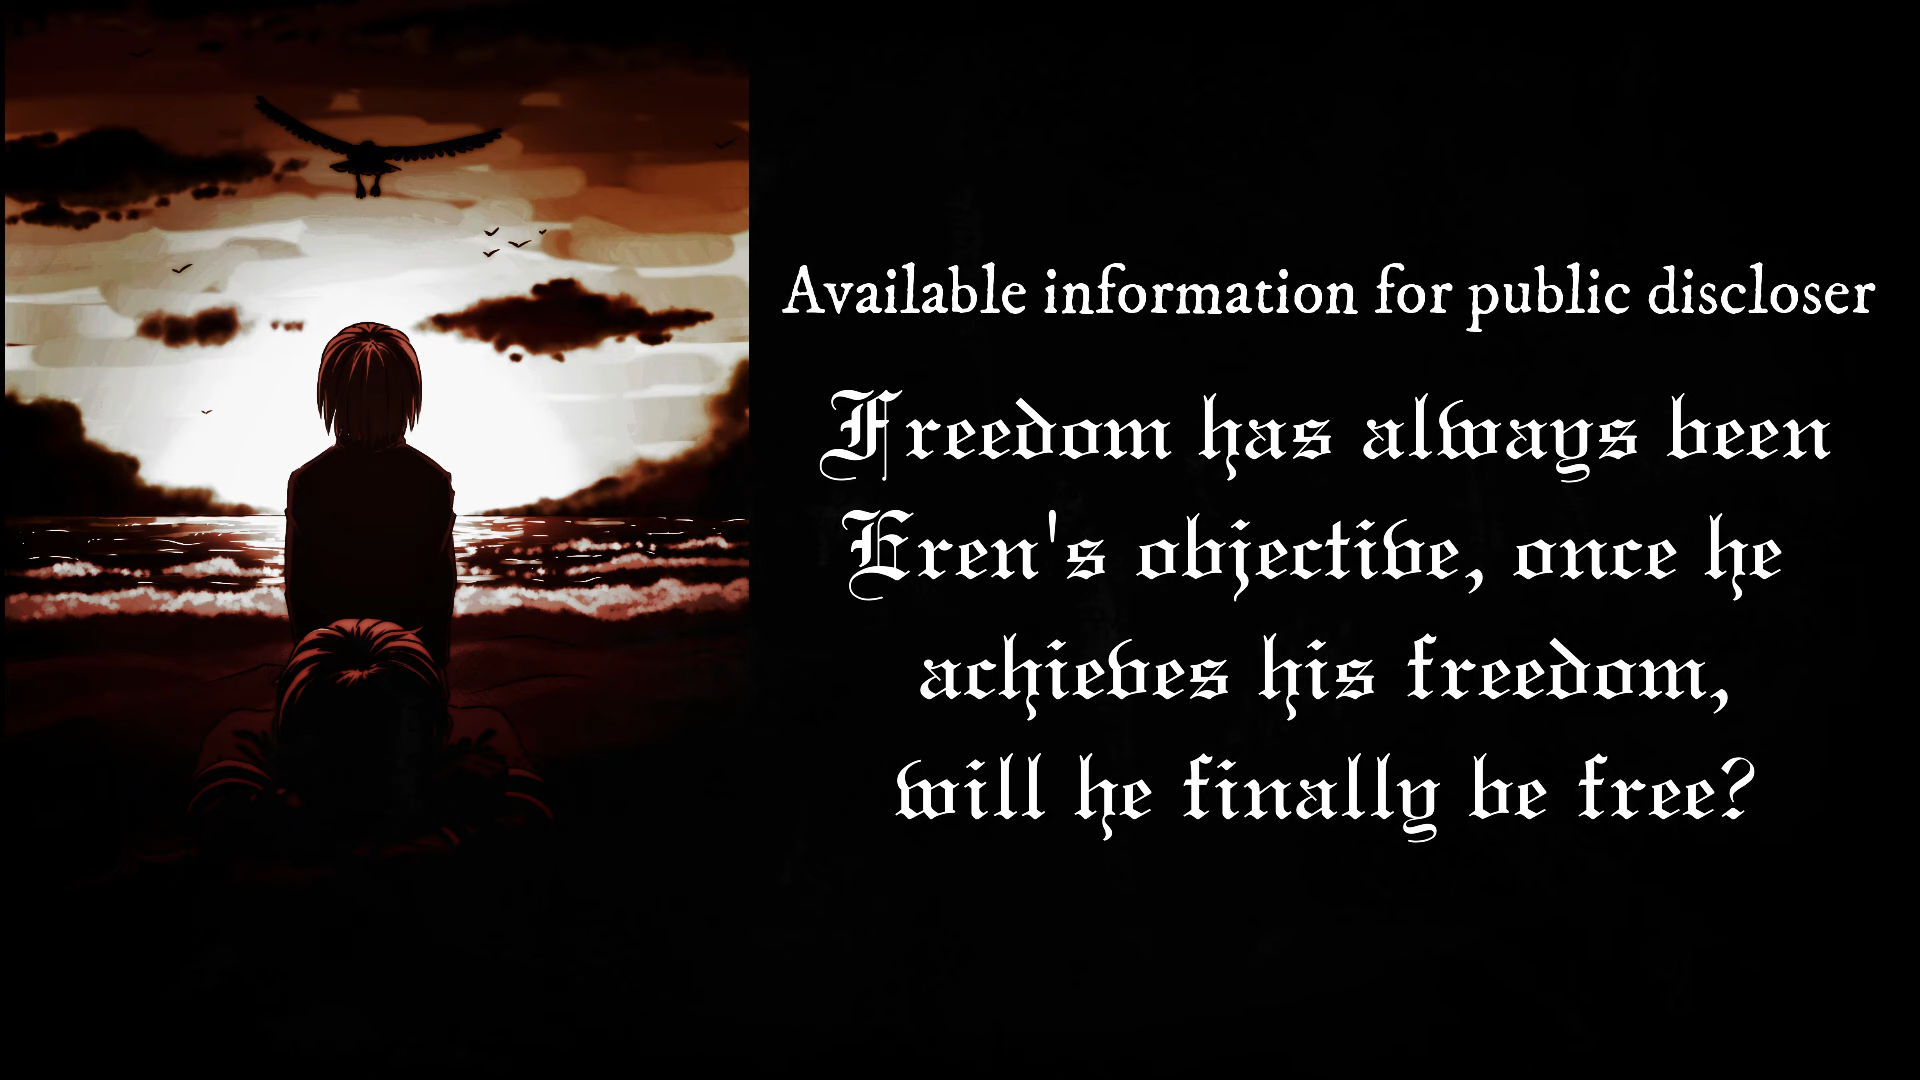 Available information for public discloser
Freedom has always been
Eren's objective, once he
achieves his freedom,
will he finally be free?